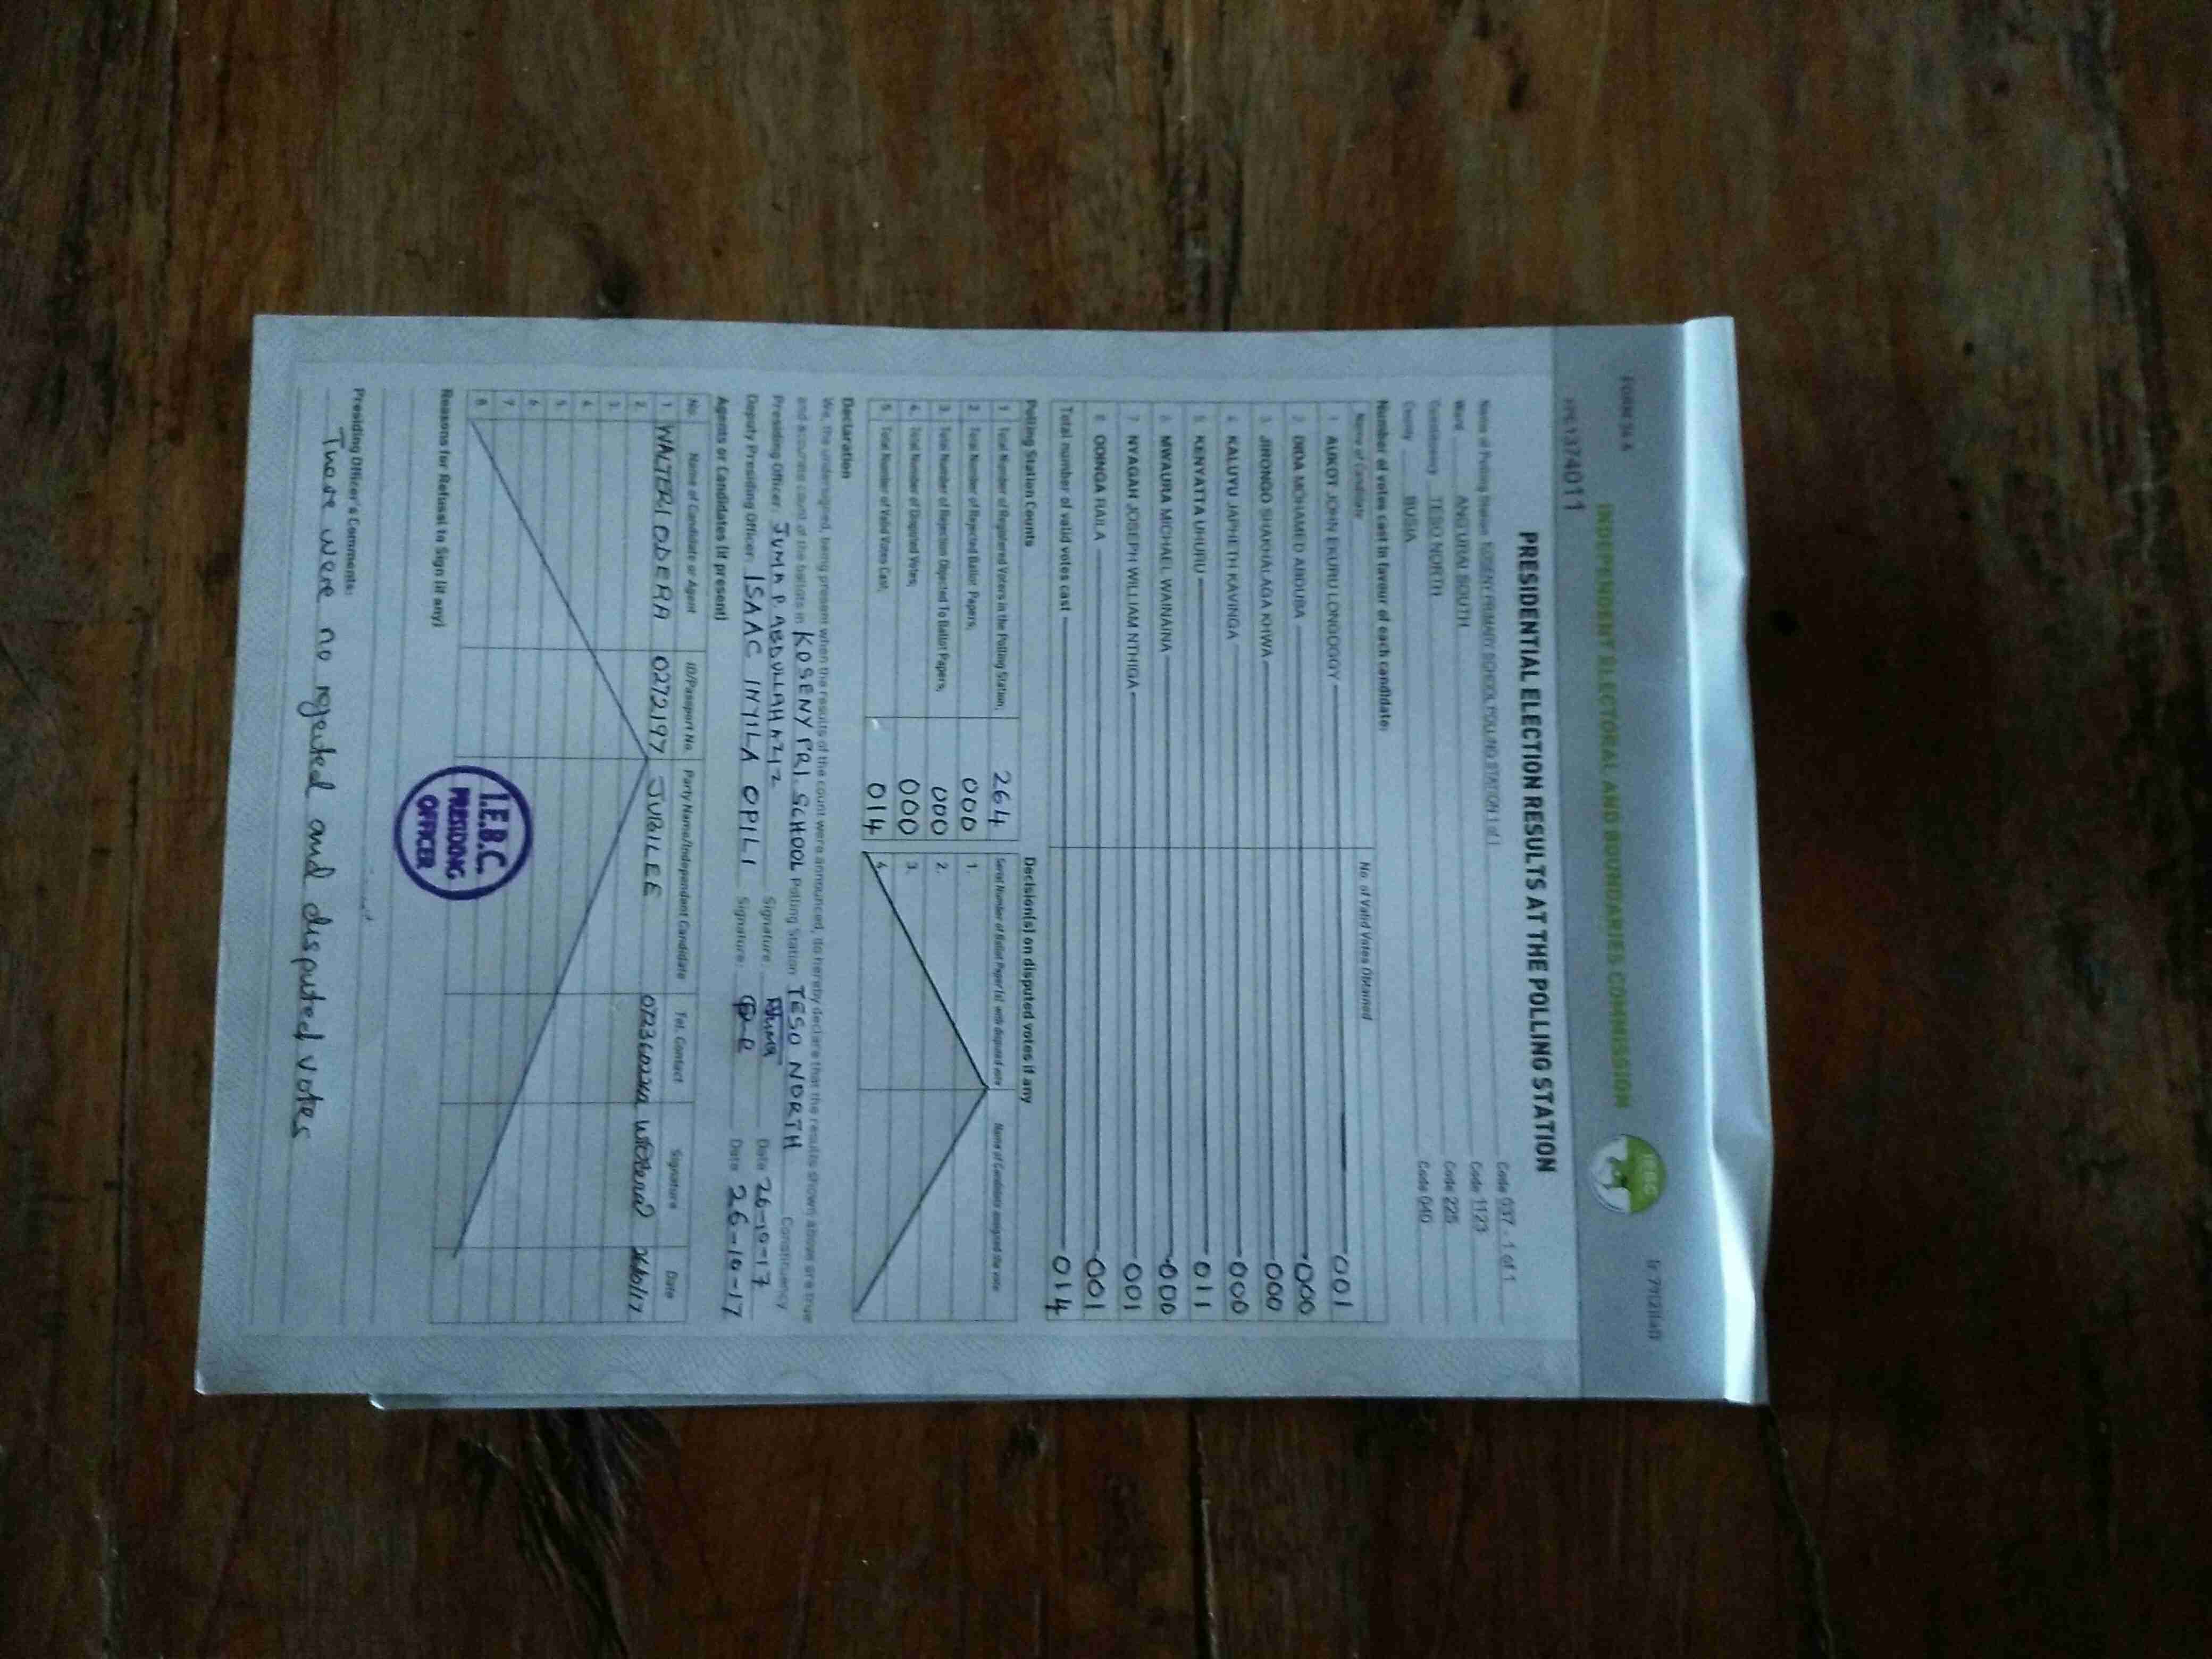 FORM 34 A
r 79(2)(a)
INDEPENDENT ELECTORAL AND BOUNDARIES COMMISSION
IEBC
1374011
PRESIDENTIAL ELECTION RESULTS AT THE POLLING STATION
Name of Polling Station KOSENY PRIMARY SCHOOL POLLING STATION 1 of 1 Code 037 - 1 of 1
Ward ANG'URAI SOUTH Code 1123
Constituency TESO NORTH Code 225
County BUSIA Code 040
Number of votes cast in favour of each candidate:
Name of Candidate No. of Valid Votes Obtained
1 AUKOT JOHN EKURU LONGOGGY 001
2 DIDA MOHAMED ABDUBA 000
3 JIRONGO SHAKHALAGA KHWA 000
4 KALUYU JAPHETH KAVINGA 000
5 KENYATTA UHURU 011
6 MWAURA MICHAEL WAINAINA 000
7 NYAGAH JOSEPH WILLIAM NTHIGA 001
8 ODINGA RAILA 001
Total number of valid votes cast 014
Polling Station Counts
1 Total Number of Registered Voters in the Polling Station; 264
2. Total Number of Rejected Ballot Papers; 000
3. Total Number of Rejection Objected To Ballot Papers; 000
4. Total Number of Disputed Votes; 000
5. Total Number of Valid Votes Cast; 014
Decision(s) on disputed votes if any
Serial Number of Ballot Paper(s) with disputed vote Name of Candidate assigned the vote
1.
2.
3.
4.
Declaration
We, the undersigned, being present when the results of the count were announced, do hereby declare that the results shown above are true
and accurate count of the ballots in KOSENY PRI. SCHOOL Polling Station TESO NORTH Constituency
Presiding Officer: JUMA P. ABDULLAH AZIZ Signature: Date 26-10-17
Deputy Presiding Officer: ISAAC INYILA OPILI Signature: Date 26-10-17
Agents or Candidates (if present)
No. Name of Candidate or Agent ID/Passport No. Party Name/Independent Candidate Tel. Contact Signature Date
1 WALTER I ODERA 0272197 JUBILEE
2.
3.
4
5
6
7
8.
I.E.B.C.
PRESIDING
OFFICER
Reasons for Refusal to Sign (if any)
Presiding Officer's Comments:
There were no rejected and disputed votes